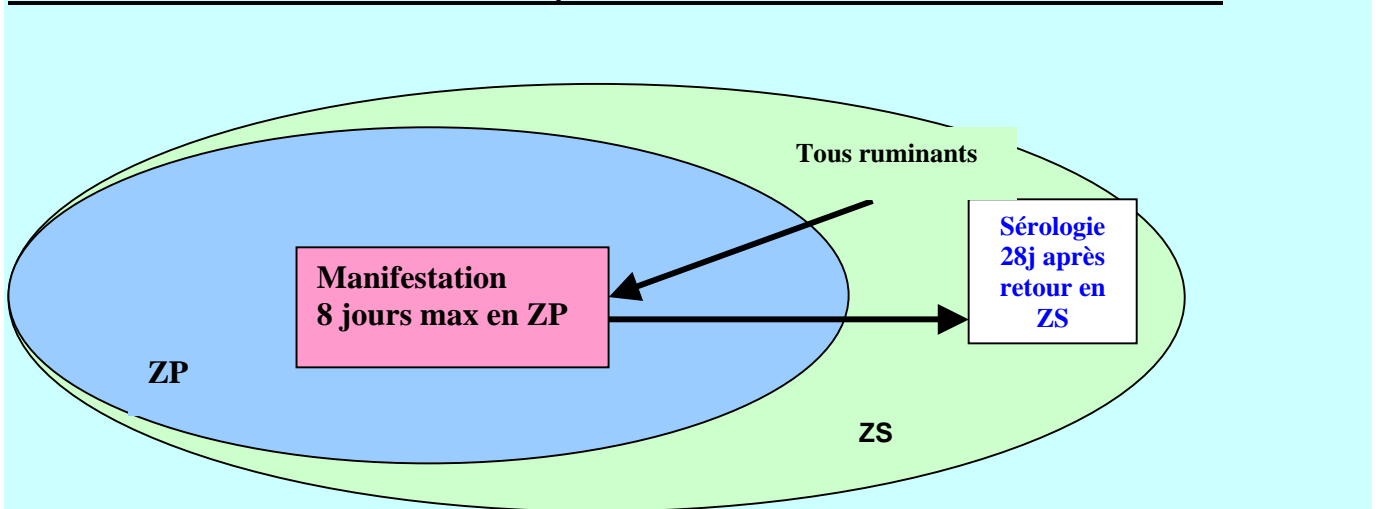 Tous ruminants
Sérologie
28j après
retour en
ZS
Manifestation
8 jours max en ZP
ZP
ZS